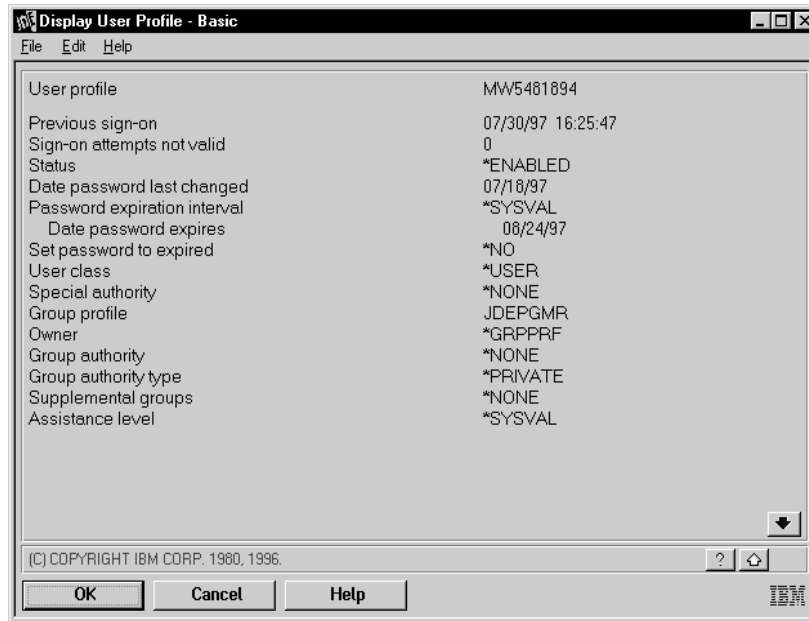 JDE Display User Profile - Basic
File Edit Help
User profile MW5481894
Previous sign-on 07/30/97 16:25:47
Sign-on attempts not valid 0
Status *ENABLED
Date password last changed 07/18/97
Password expiration interval *SYSVAL
Date password expires 08/24/97
Set password to expired *NO
User class *USER
Special authority *NONE
Group profile JDEPGMR
Owner *GRPPRF
Group authority *NONE
Group authority type *PRIVATE
Supplemental groups *NONE
Assistance level *SYSVAL
(C) COPYRIGHT IBM CORP. 1980, 1996. ?
OK Cancel Help IBM